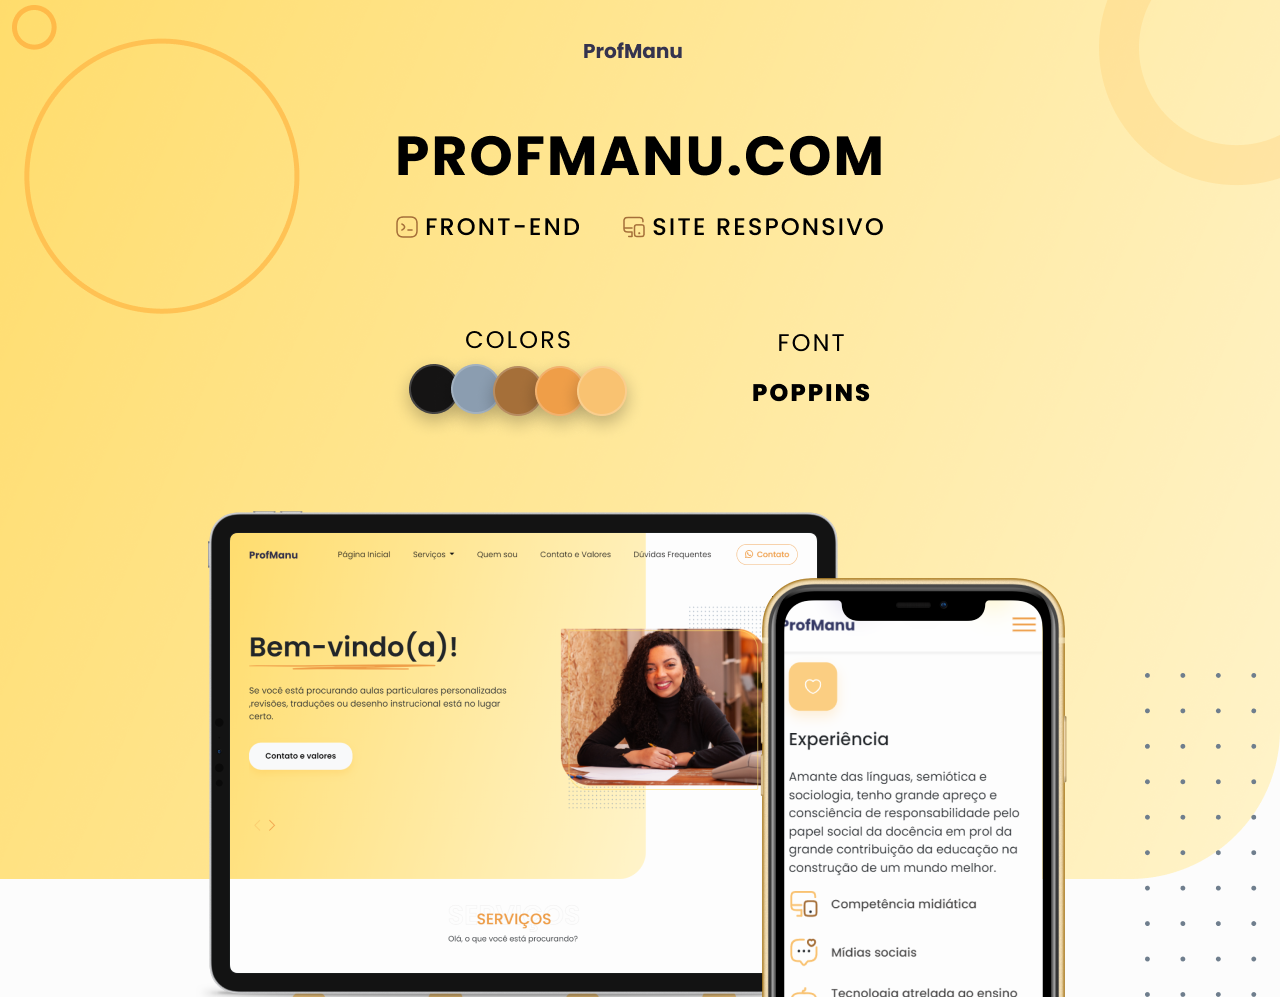 ProfManu
PROFMANU.COM
FRONT-END
SITE RESPONSIVO
COLORS
FONT
POPPINS
ProfManu
Página Inicial
Serviços
Quem sou
Contato e Valores
Dúvidas Frequentes
Contato
Bem-vindo(a)!
Se você está procurando aulas particulares personalizadas
,revisões, traduções ou desenho instrucional está no lugar
certo.
Contato e valores
SERVIÇOS
SERVIÇOS
Olá, o que você está procurando?
ProfManu
Experiência
Amante das línguas, semiótica e
sociologia, tenho grande apreço e
consciência de responsabilidade pelo
papel social da docência em prol da
grande contribuição da educação na
construção de um mundo melhor.
Competência midiática
Mídias sociais
Tecnologia atrelada ao ensino